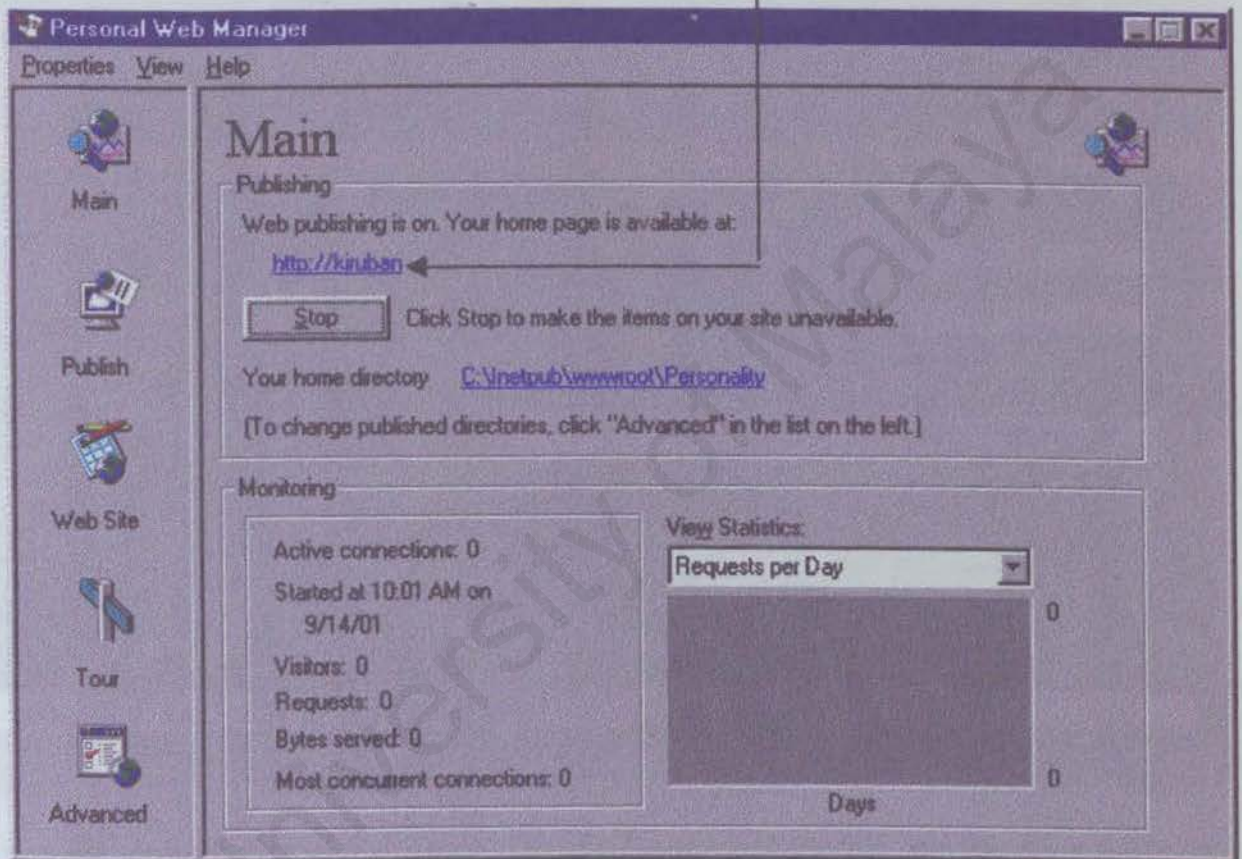 Personal Web Manager
Properties View Help
Main
Publish
Web Site
Tour
Advanced
Main
Publishing
Web publishing is on. Your home page is available at:
http://kiruban
Stop
Click Stop to make the items on your site unavailable.
Your home directory C:\Inetpub\wwwroot\Personality
(To change published directories, click "Advanced" in the list on the left.)
Monitoring
Active connections: 0
Started at 10:01 AM on
9/14/01
Visitors: 0
Requests: 0
Bytes served: 0
Most concurrent connections: 0
View Statistics:
Requests per Day
0
0
Days
University of Malaya